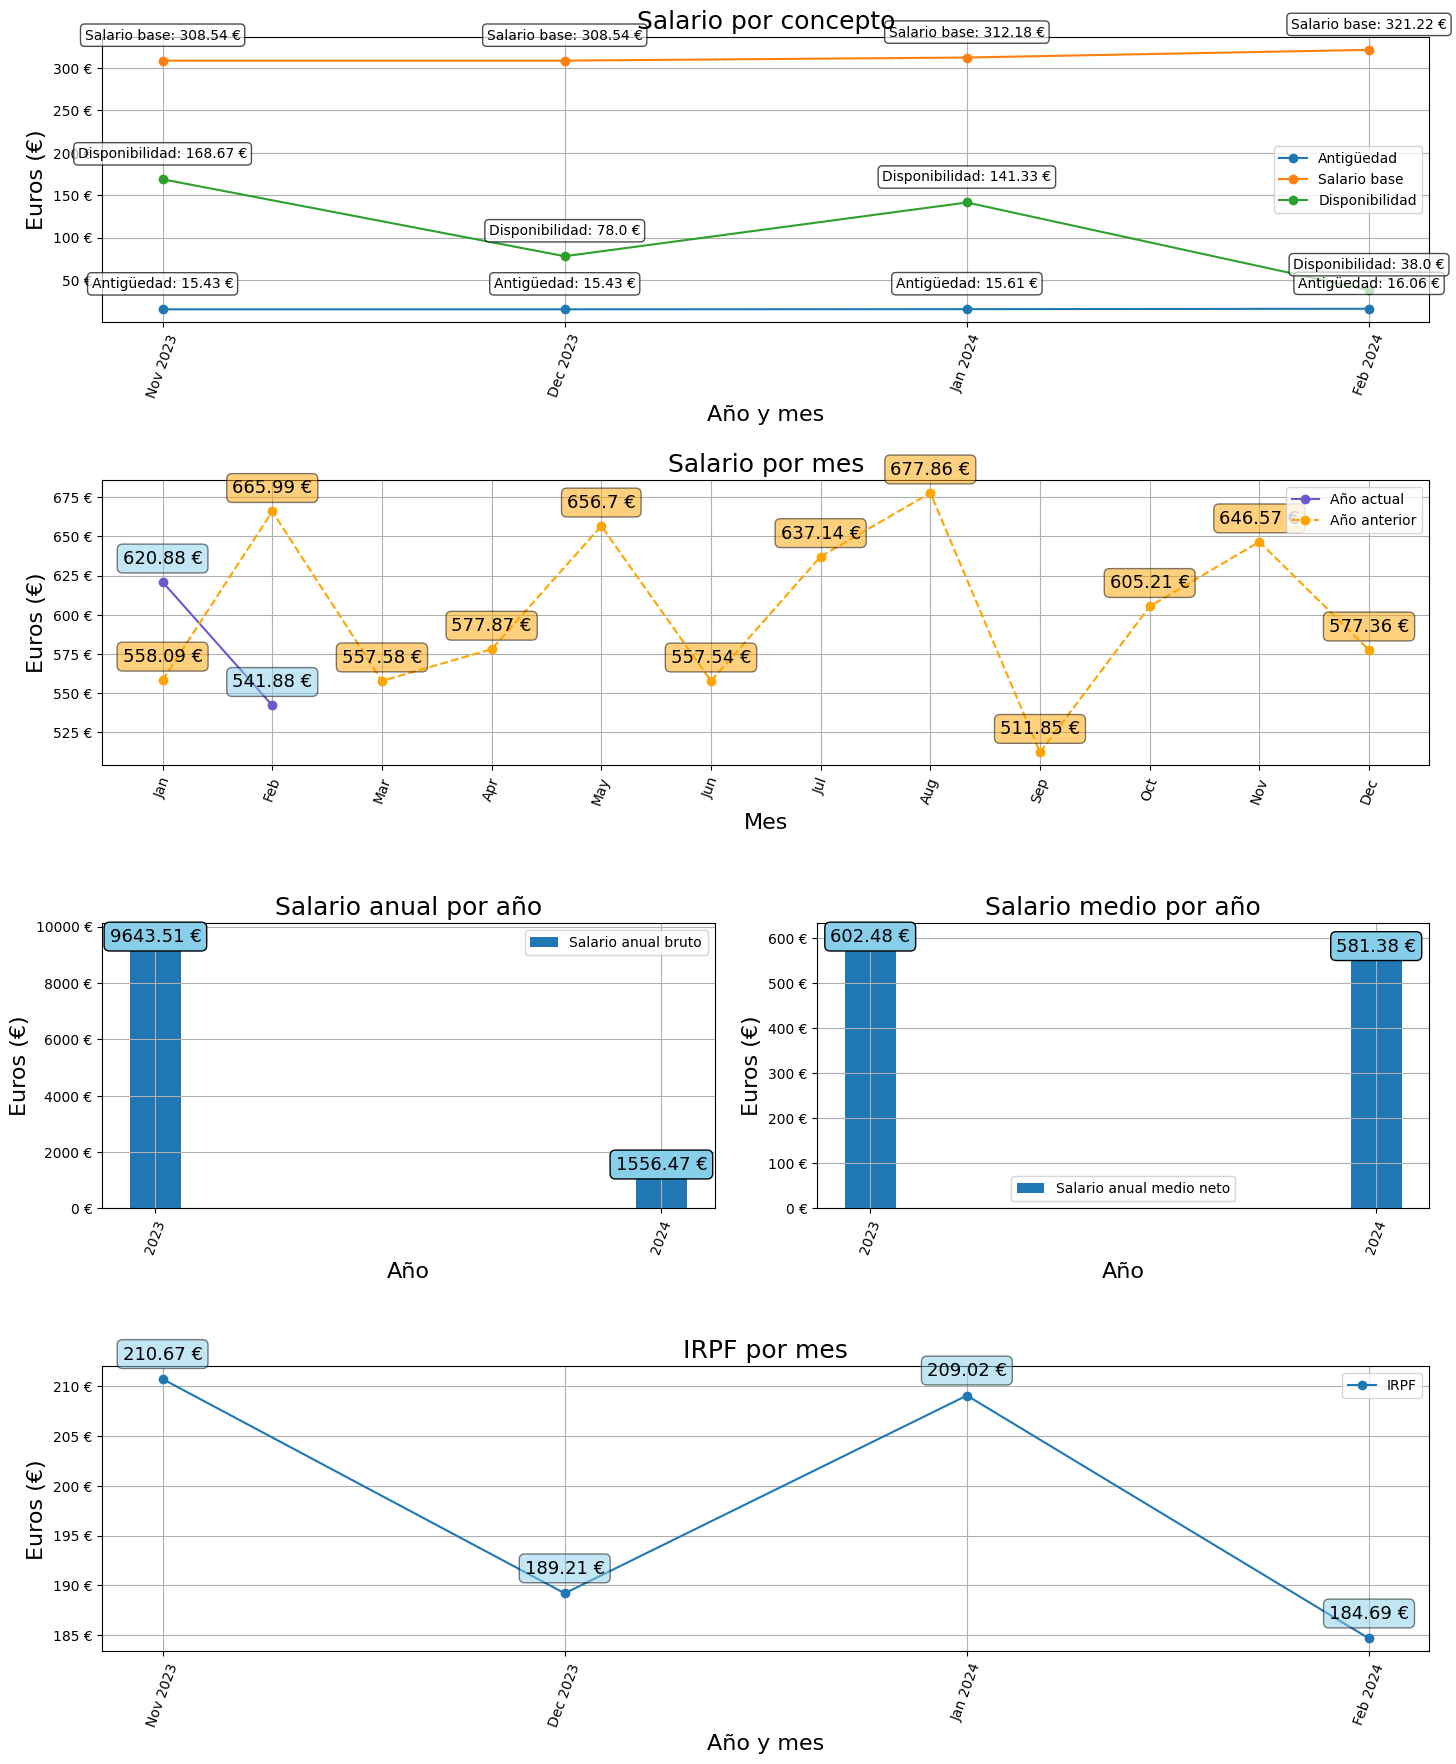 Salario por concepto
Salario base: 308.54 €
Salario base: 308.54 €
Salario base: 312.18 €
Salario base: 321.22 €
300 €
250 €
200 €
150 €
100 €
50 €
Euros (€)
Disponibilidad: 168.67 €
Disponibilidad: 78.0 €
Disponibilidad: 141.33 €
Disponibilidad: 38.0 €
Antigüedad: 15.43 €
Antigüedad: 15.43 €
Antigüedad: 15.61 €
Antigüedad: 16.06 €
Antigüedad
Salario base
Disponibilidad
Nov 2023
Dec 2023
Jan 2024
Feb 2024
Año y mes
Salario por mes
675 €
650 €
625 €
600 €
575 €
550 €
525 €
Euros (€)
620.88 €
541.88 €
558.09 €
665.99 €
557.58 €
577.87 €
656.7 €
557.54 €
637.14 €
677.86 €
511.85 €
605.21 €
646.57 €
577.36 €
Año actual
Año anterior
Jan
Feb
Mar
Apr
May
Jun
Jul
Aug
Sep
Oct
Nov
Dec
Mes
Salario anual por año
10000 €
8000 €
6000 €
4000 €
2000 €
0 €
Euros (€)
9643.51 €
1556.47 €
Salario anual bruto
2023
2024
Año
Salario medio por año
600 €
500 €
400 €
300 €
200 €
100 €
0 €
Euros (€)
602.48 €
581.38 €
Salario anual medio neto
2023
2024
Año
IRPF por mes
210 €
205 €
200 €
195 €
190 €
185 €
Euros (€)
210.67 €
189.21 €
209.02 €
184.69 €
IRPF
Nov 2023
Dec 2023
Jan 2024
Feb 2024
Año y mes